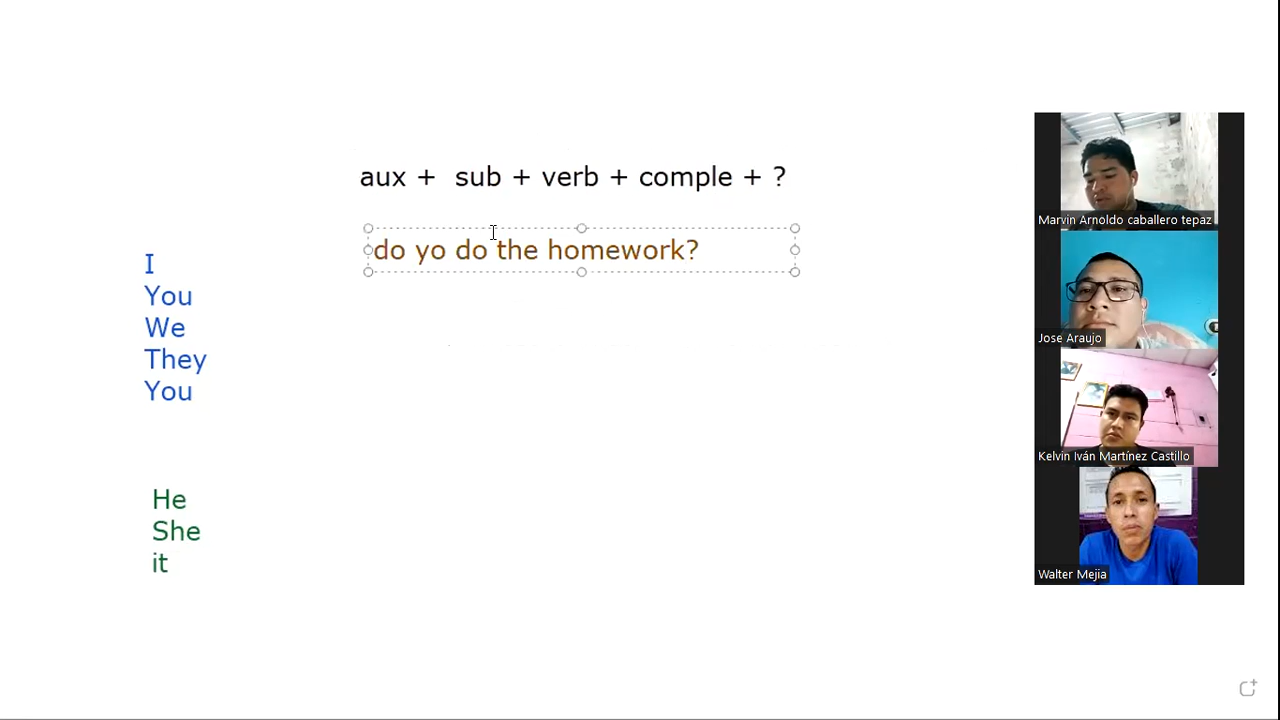 aux + sub + verb + comple + ?
do yo do the homework?
I
You
We
They
You
He
She
it
Marvin Arnoldo caballero tepaz
Jose Araujo
Kelvin Iván Martínez Castillo
Walter Mejia